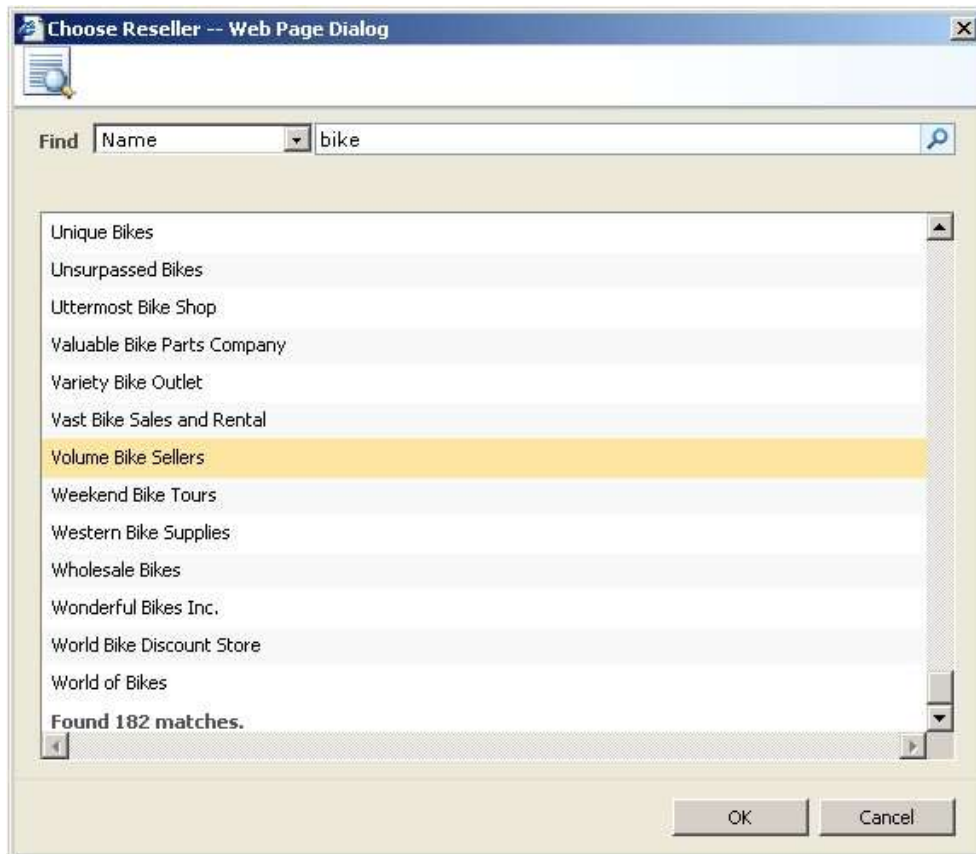 Choose Reseller -- Web Page Dialog
Find Name bike
Unique Bikes
Unsurpassed Bikes
Uttermost Bike Shop
Valuable Bike Parts Company
Variety Bike Outlet
Vast Bike Sales and Rental
Volume Bike Sellers
Weekend Bike Tours
Western Bike Supplies
Wholesale Bikes
Wonderful Bikes Inc.
World Bike Discount Store
World of Bikes
Found 182 matches.
OK Cancel